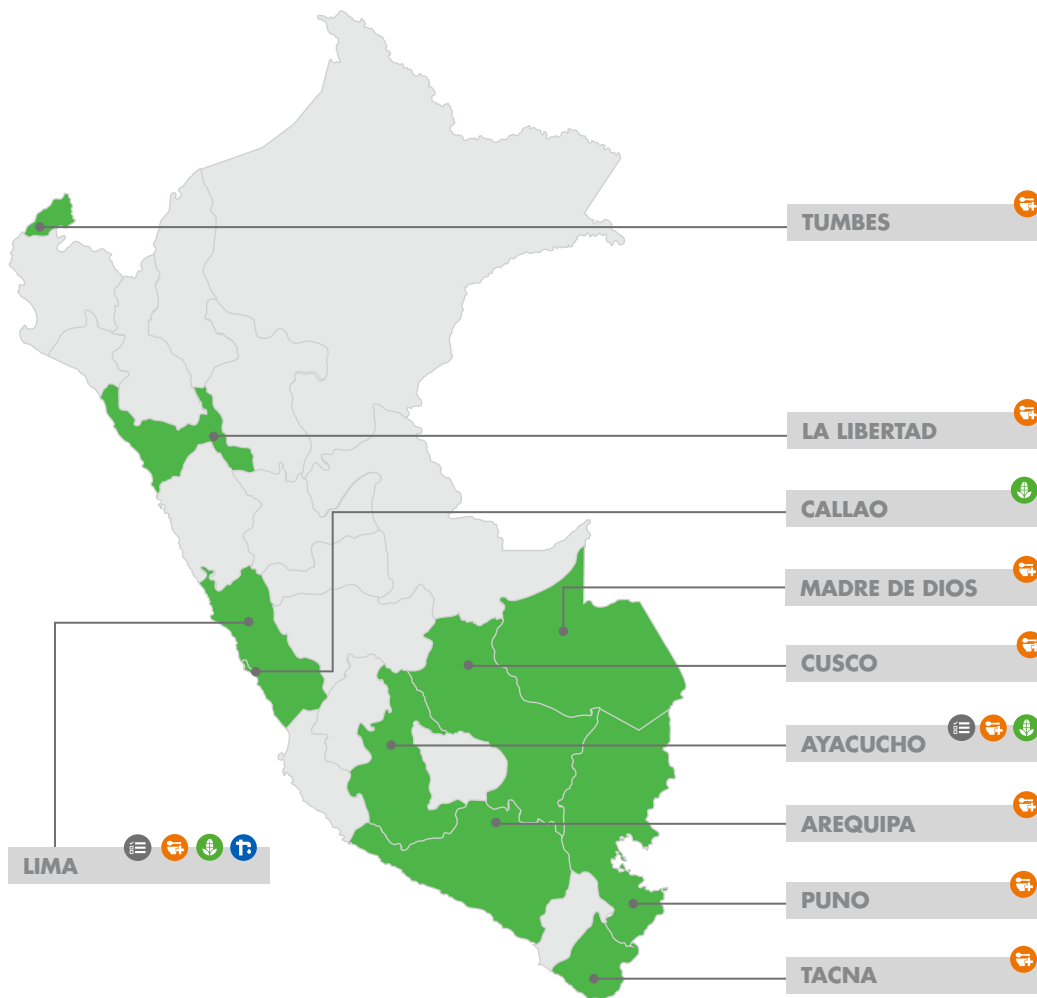 TUMBES
LA LIBERTAD
CALLAO
MADRE DE DIOS
CUSCO
AYACUCHO
AREQUIPA
LIMA
PUNO
TACNA